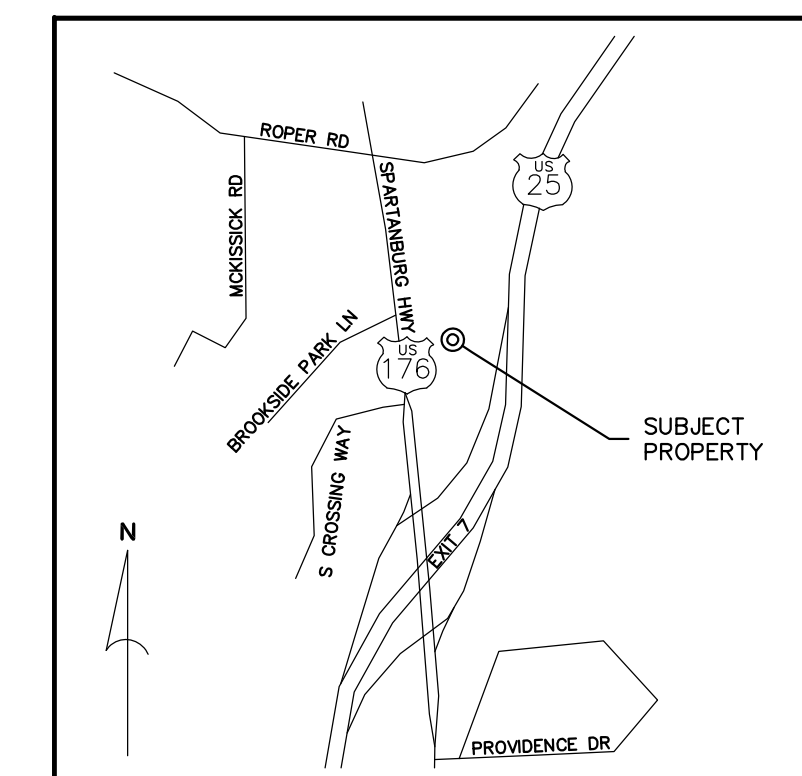 ROPER RD
MCKISSICK RD
SPARTANBURG HWY
US
25
BROOKSIDE PARK LN
US
176
SUBJECT
PROPERTY
S CROSSING WAY
N
EXIT 7
PROVIDENCE DR